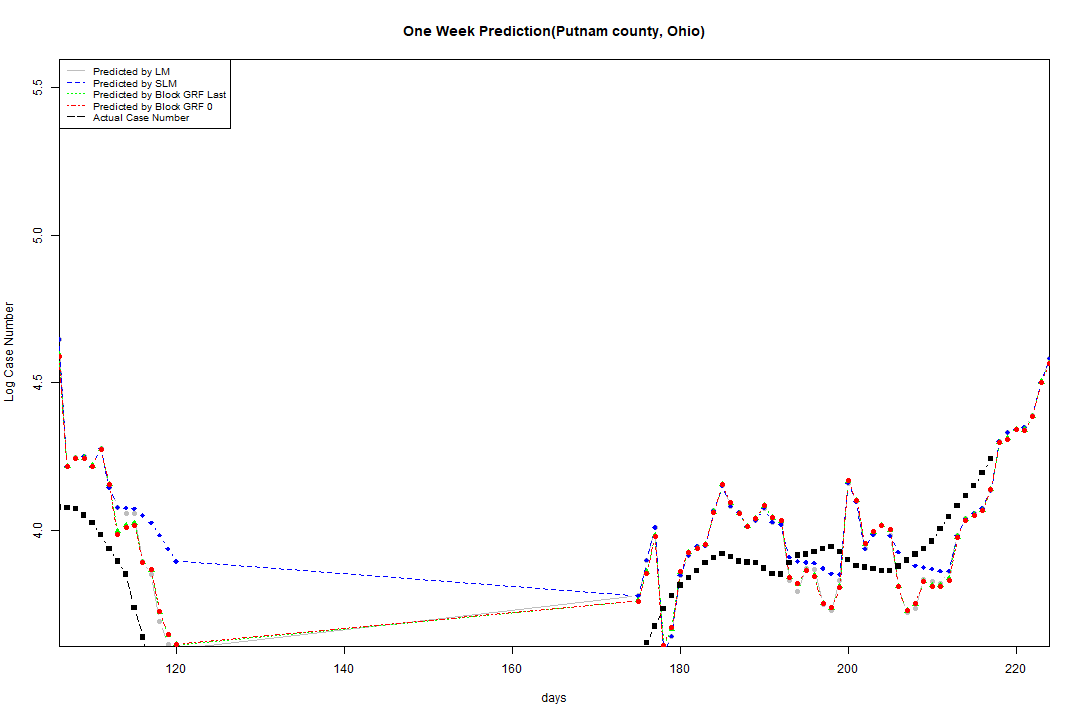 One Week Prediction(Putnam county, Ohio)
Predicted by LM
Predicted by SLM
Predicted by Block GRF Last
Predicted by Block GRF 0
Actual Case Number
5.5
5.0
4.5
4.0
Log Case Number
120
140
160
180
200
220
days